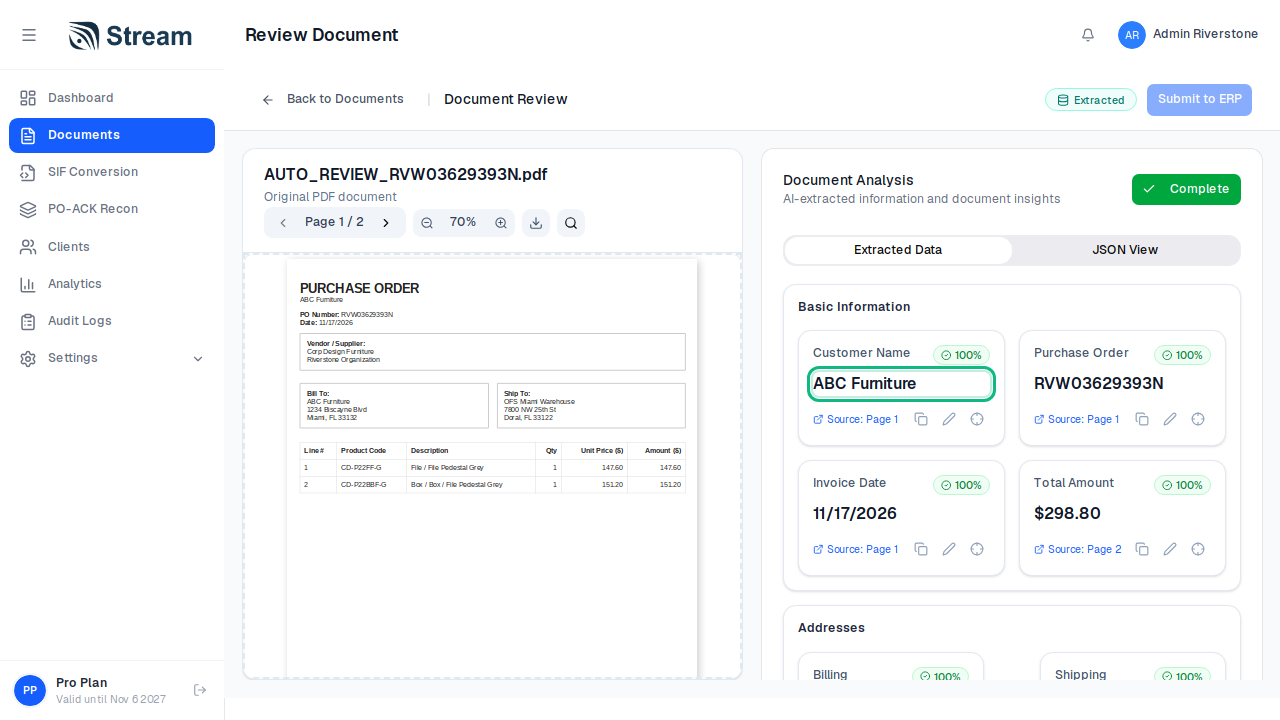 Stream
Review Document
AR
Admin Riverstone
Dashboard
Documents
SIF Conversion
PO-ACK Recon
Clients
Analytics
Audit Logs
Settings
PP
Pro Plan
Valid until Nov 6 2027
Back to Documents
Document Review
Extracted
Submit to ERP
AUTO_REVIEW_RVW03629393N.pdf
Original PDF document
Page 1 / 2
70%
PURCHASE ORDER
ABC Furniture
PO Number: RVW03629393N
Date: 11/17/2026
Vendor / Supplier:
Corp Design Furniture
Riverstone Organization
Bill To:
ABC Furniture
1234 Biscayne Blvd
Miami, FL 33132
Ship To:
OFS Miami Warehouse
7800 NW 25th St
Doral, FL 33122
Line # Product Code Description Qty Unit Price ($) Amount ($)
1 CD-P22FF-G File / File Pedestal Grey 1 147.60 147.60
2 CD-P22BBF-G Box / Box / File Pedestal Grey 1 151.20 151.20
Document Analysis
AI-extracted information and document insights
Complete
Extracted Data
JSON View
Basic Information
Customer Name
100%
ABC Furniture
Source: Page 1
Purchase Order
100%
RVW03629393N
Source: Page 1
Invoice Date
100%
11/17/2026
Source: Page 1
Total Amount
100%
$298.80
Source: Page 2
Addresses
Billing
100%
Shipping
100%